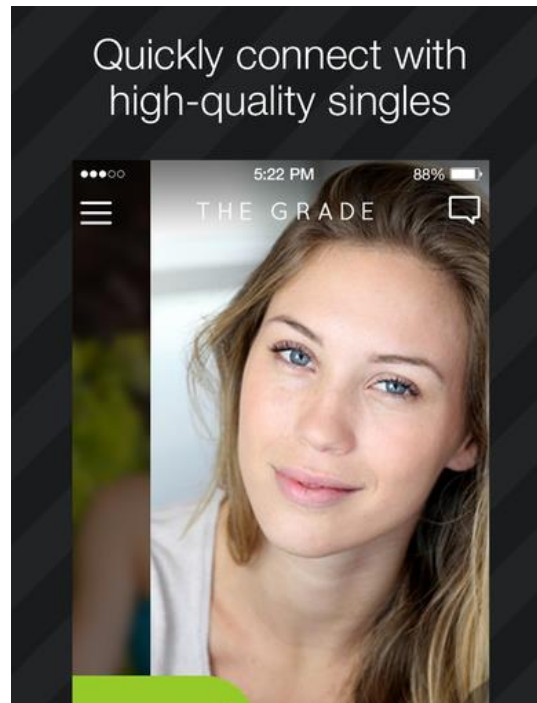 Quickly connect with
high-quality singles
5:22 PM 88%
THE GRADE